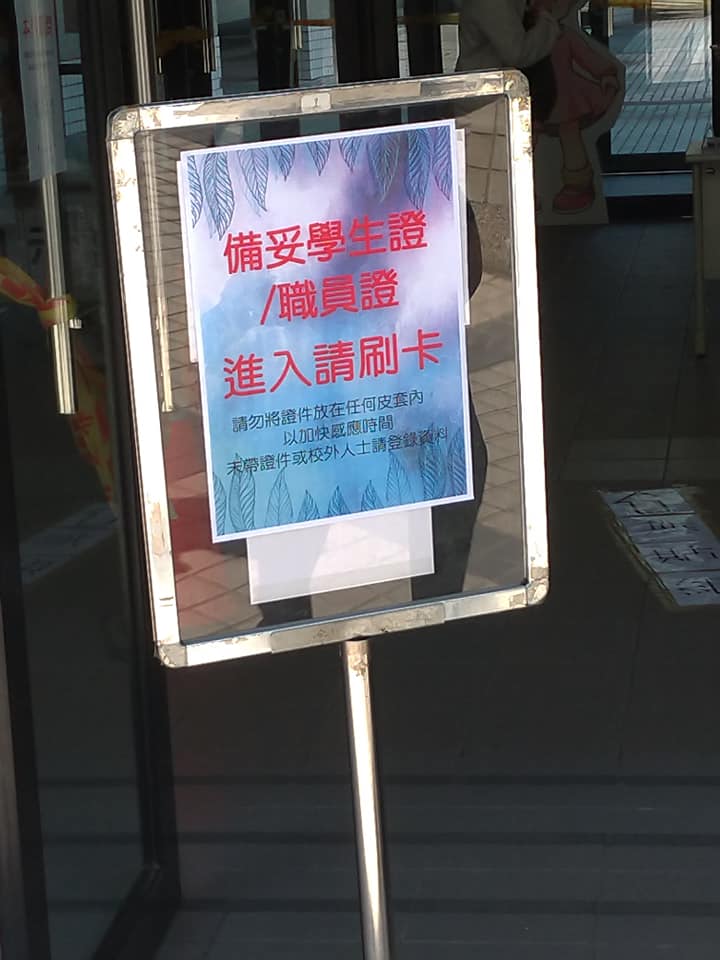 備妥學生證
/職員證
進入請刷卡
請勿將證件放在任何皮套內
以加快感應時間
未帶證件或校外人士請登錄資料